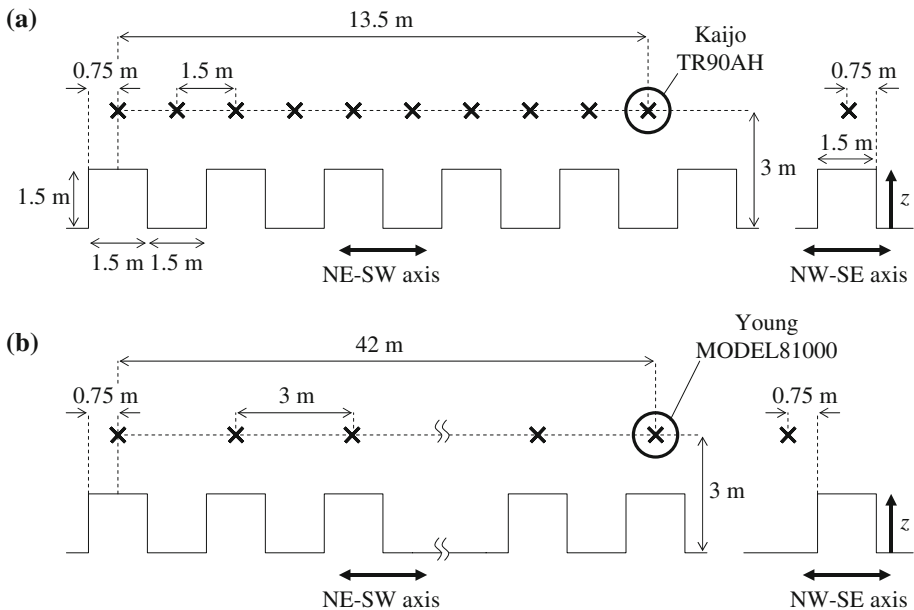 (a)
13.5 m
Kaijo
TR90AH
0.75 m
1.5 m
0.75 m
1.5 m
3 m
1.5 m
z
1.5 m
1.5 m
NE-SW axis
NW-SE axis
(b)
42 m
Young
MODEL81000
0.75 m
3 m
0.75 m
3 m
z
NE-SW axis
NW-SE axis